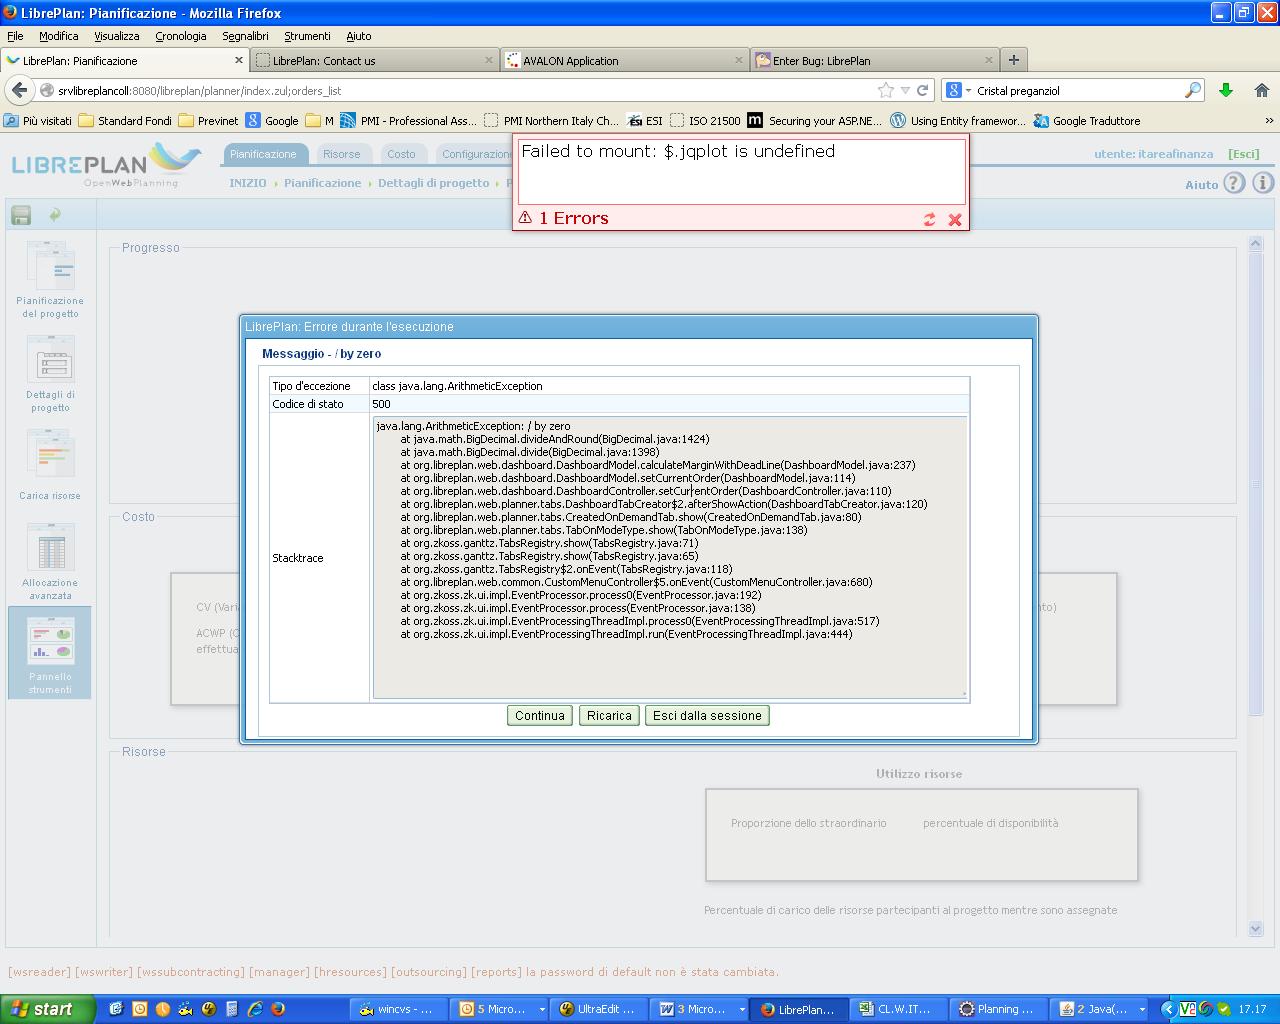 LibrePlan: Pianificazione - Mozilla Firefox
File Modifica Visualizza Cronologia Segnalibri Strumenti Aiuto
LibrePlan: Pianificazione
LibrePlan: Contact us
AVALON Application
Enter Bug: LibrePlan
srvlibreplancoll:8080/libreplan/planner/index.zul;orders_list
Cristal preganziol
Più visitati Standard Fondi Previnet Google M PMI - Professional Ass... PMI Northern Italy Ch... ESI ISO 21500 Securing your ASP.NE... Using Entity framewor... Google Traduttore
LIBREPLAN
OpenWebPlanning
Pianificazione Risorse Costo Configurazion
Failed to mount: $.jqplot is undefined
1 Errors
utente: itareafinanza [Esci]
INIZIO Pianificazione Dettagli di progetto P
Aiuto
Pianificazione
del progetto
Dettagli di
progetto
Carica risorse
Allocazione
avanzata
Pannello
strumenti
Progresso
Costo
CV (Varia
ACWP (C
effettua
nto)
LibrePlan: Errore durante l'esecuzione
Messaggio - / by zero
Tipo d'eccezione class java.lang.ArithmeticException
Codice di stato 500
Stacktrace
java.lang.ArithmeticException: / by zero
at java.math.BigDecimal.divideAndRound(BigDecimal.java:1424)
at java.math.BigDecimal.divide(BigDecimal.java:1398)
at org.libreplan.web.dashboard.DashboardModel.calculateMarginWithDeadLine(DashboardModel.java:237)
at org.libreplan.web.dashboard.DashboardModel.setCurrentOrder(DashboardModel.java:114)
at org.libreplan.web.dashboard.DashboardController.setCurrentOrder(DashboardController.java:110)
at org.libreplan.web.planner.tabs.DashboardTabCreator$2.afterShowAction(DashboardTabCreator.java:120)
at org.libreplan.web.planner.tabs.CreatedOnDemandTab.show(CreatedOnDemandTab.java:80)
at org.libreplan.web.planner.tabs.TabOnModeType.show(TabOnModeType.java:138)
at org.zkoss.ganttz.TabsRegistry.show(TabsRegistry.java:71)
at org.zkoss.ganttz.TabsRegistry.show(TabsRegistry.java:65)
at org.zkoss.ganttz.TabsRegistry$2.onEvent(TabsRegistry.java:118)
at org.libreplan.web.common.CustomMenuController$5.onEvent(CustomMenuController.java:680)
at org.zkoss.zk.ui.impl.EventProcessor.process0(EventProcessor.java:192)
at org.zkoss.zk.ui.impl.EventProcessor.process(EventProcessor.java:138)
at org.zkoss.zk.ui.impl.EventProcessingThreadImpl.process0(EventProcessingThreadImpl.java:517)
at org.zkoss.zk.ui.impl.EventProcessingThreadImpl.run(EventProcessingThreadImpl.java:444)
Continua Ricarica Esci dalla sessione
Risorse
Utilizzo risorse
Proporzione dello straordinario percentuale di disponibilità
Percentuale di carico delle risorse partecipanti al progetto mentre sono assegnate
[wsreader] [wswriter] [wssubcontracting] [manager] [hresources] [outsourcing] [reports] la password di default non è stata cambiata.
start wincvs - ... 5 Micro... UltraEdit ... 3 Micro... LibrePlan... CL.W.IT... Planning ... 2 Java(... 17.17